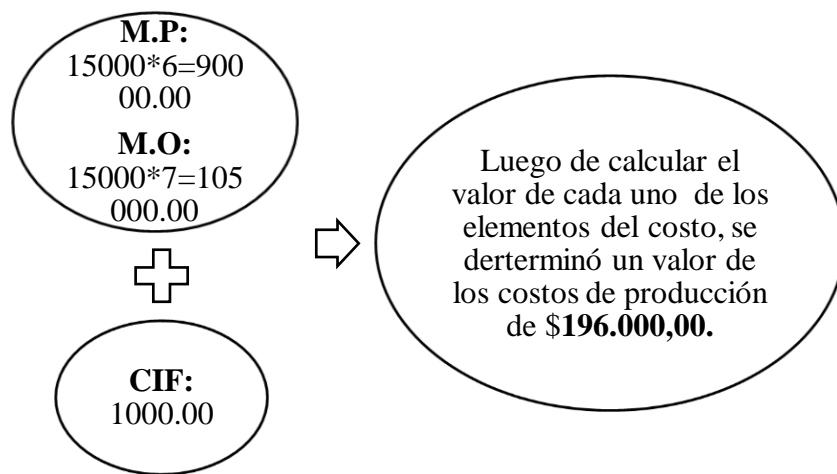 M.P:
15000*6=900
00.00
M.O:
15000*7=105
000.00
CIF:
1000.00
Luego de calcular el
valor de cada uno de los
elementos del costo, se
derterminó un valor de
los costos de producción
de $196.000,00.